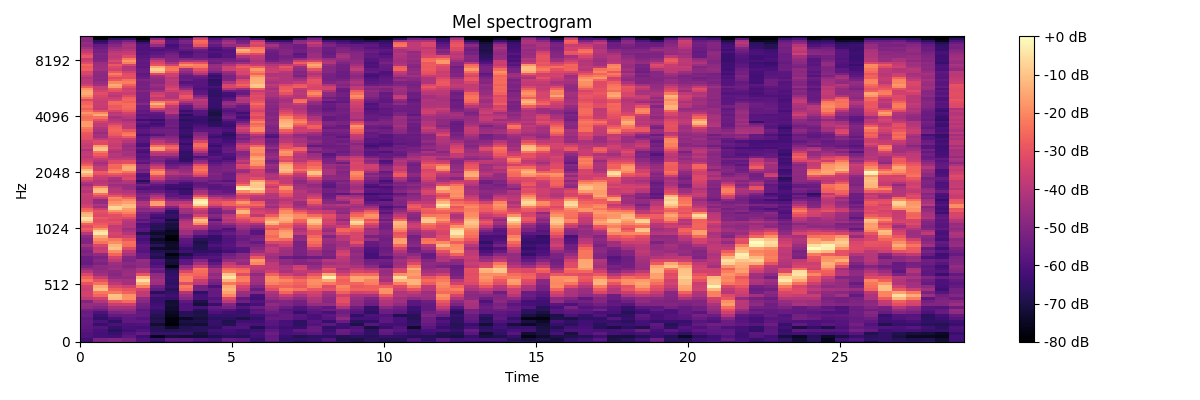 Mel spectrogram
+0 dB
8192
-10 dB
-20 dB
4096
-30 dB
Hz
2048
-40 dB
-50 dB
1024
-60 dB
512
-70 dB
0
-80 dB
0 5 10 15 20 25
Time